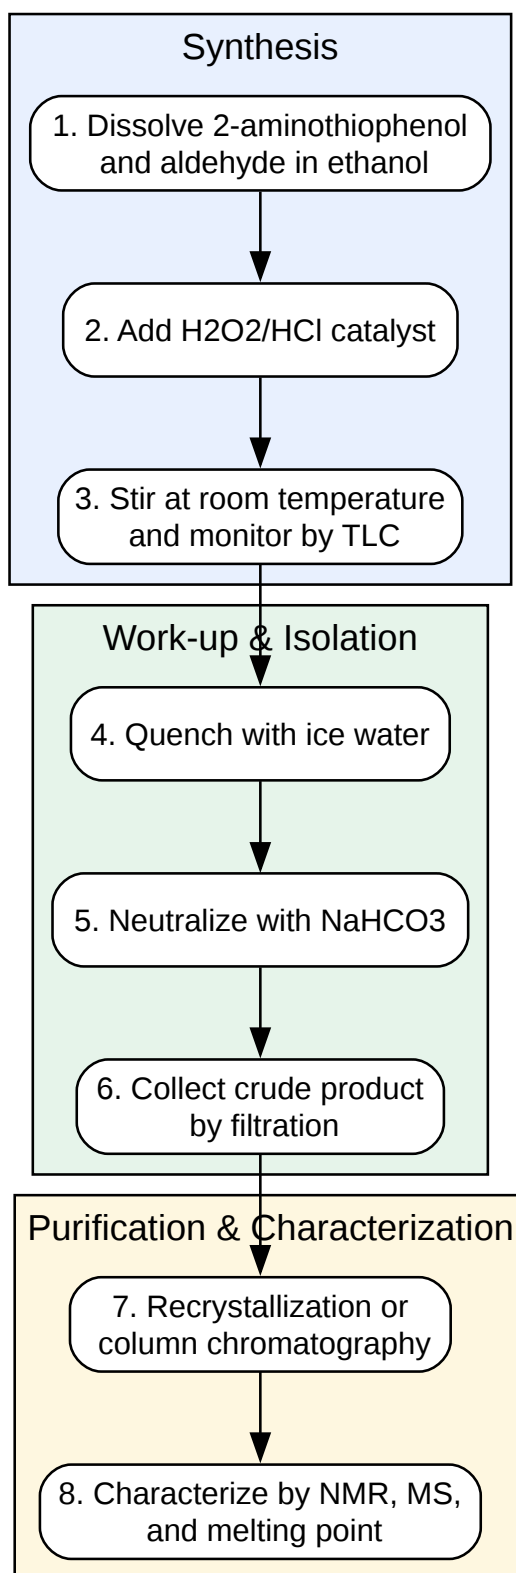 Synthesis
1. Dissolve 2-aminothiophenol
and aldehyde in ethanol
2. Add H2O2/HCl catalyst
3. Stir at room temperature
and monitor by TLC
Work-up & Isolation
4. Quench with ice water
5. Neutralize with NaHCO3
6. Collect crude product
by filtration
Purification & Characterization
7. Recrystallization or
column chromatography
8. Characterize by NMR, MS,
and melting point